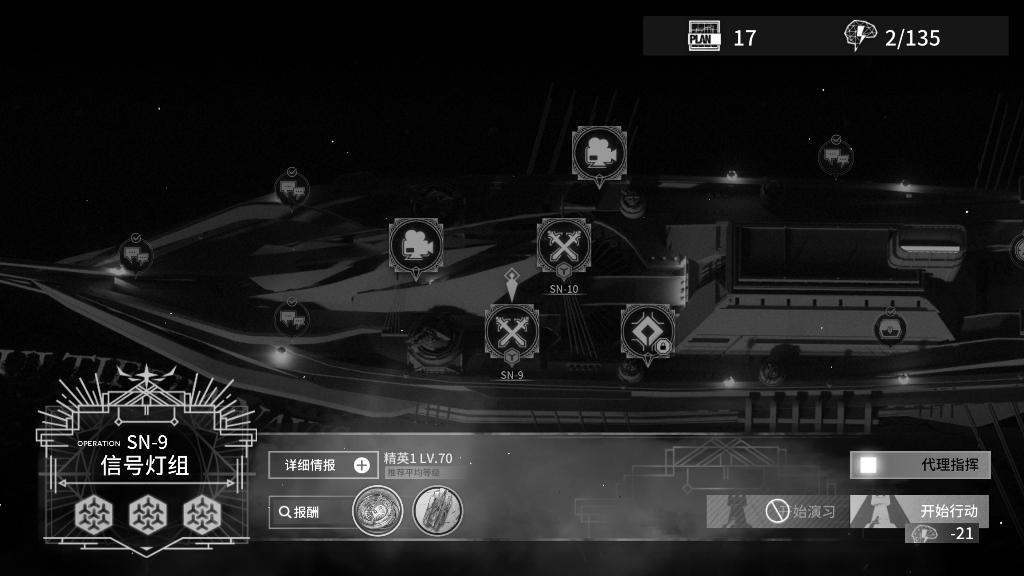 PLAN 17 2/135
SN-10
SN-9
OPERATION SN-9
信号灯组
详细情报
精英1 LV.70
推荐平均等级
报酬
代理指挥
开始演习
开始行动
-21